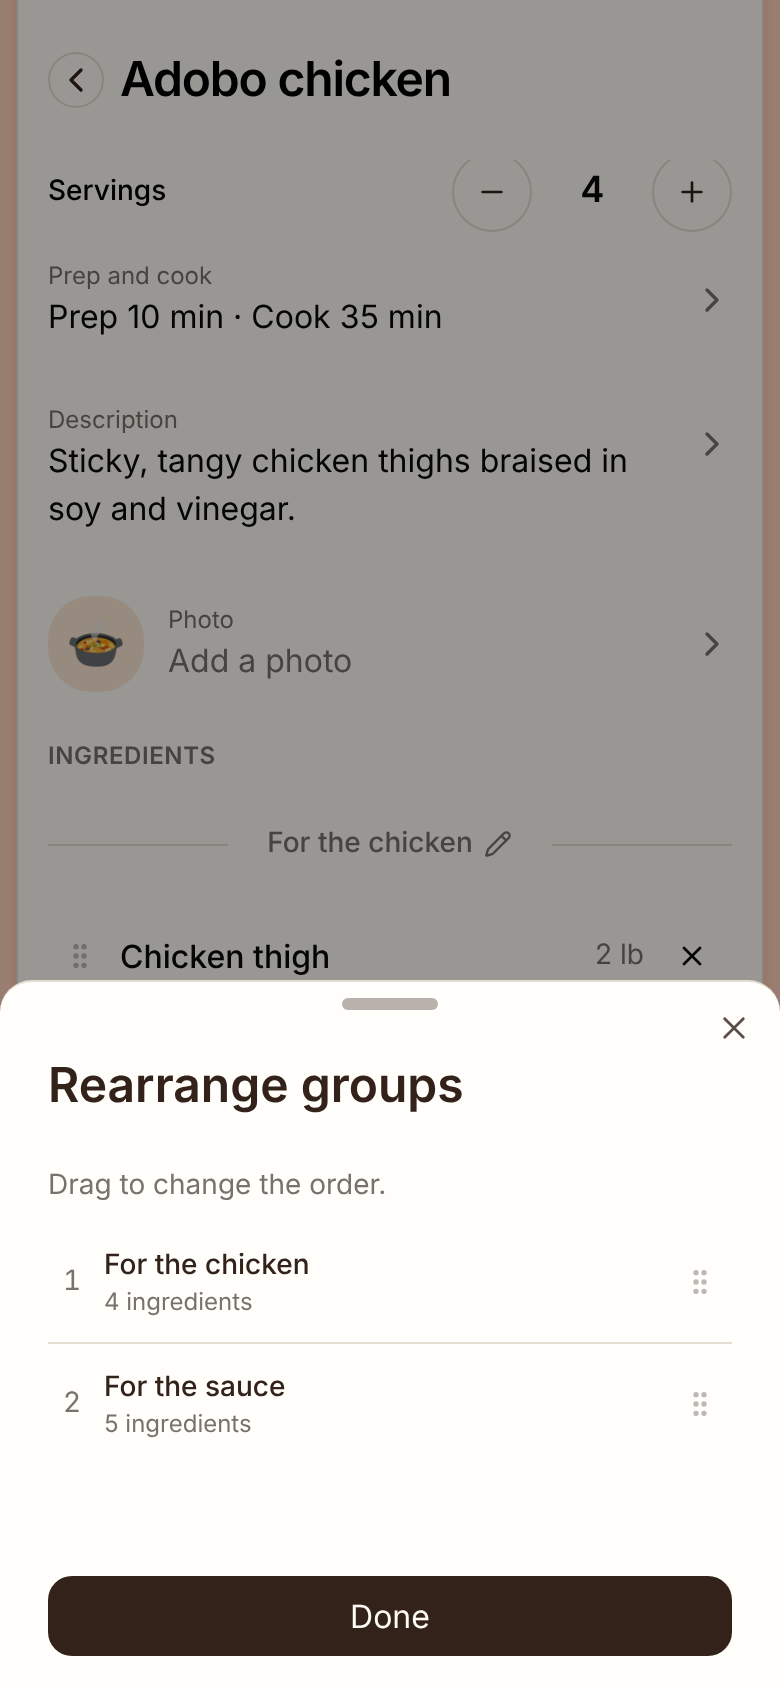 Adobo chicken
Servings
4
Prep and cook
Prep 10 min · Cook 35 min
Description
Sticky, tangy chicken thighs braised in
soy and vinegar.
Photo
Add a photo
INGREDIENTS
For the chicken
Chicken thigh 2 lb
Rearrange groups
Drag to change the order.
1 For the chicken
4 ingredients
2 For the sauce
5 ingredients
Done